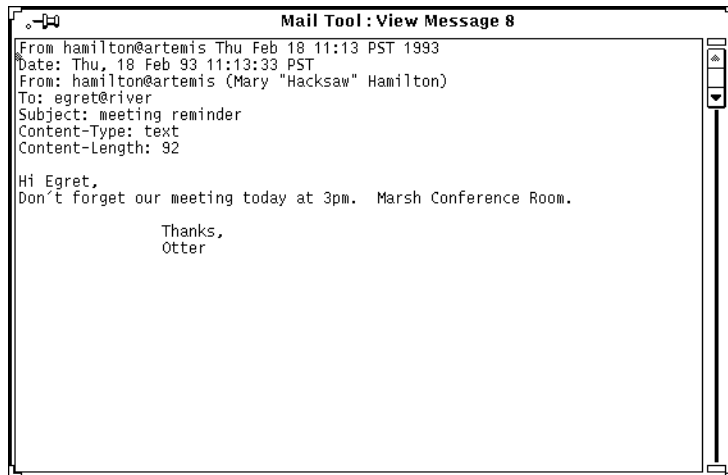 Mail Tool : View Message 8
From hamilton@artemis Thu Feb 18 11:13 PST 1993
Date: Thu, 18 Feb 93 11:13:33 PST
From: hamilton@artemis (Mary "Hacksaw" Hamilton)
To: egret@river
Subject: meeting reminder
Content-Type: text
Content-Length: 92
Hi Egret,
Don´t forget our meeting today at 3pm.  Marsh Conference Room.
Thanks,
Otter